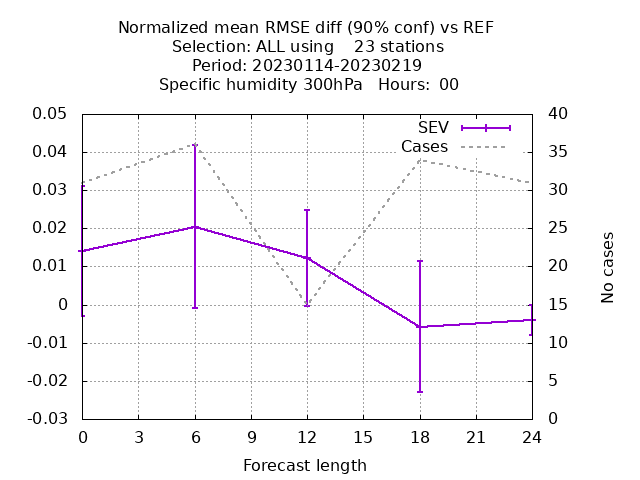 Normalized mean RMSE diff (90% conf) vs REF
Selection: ALL using    23 stations
Period: 20230114-20230219
Specific humidity 300hPa   Hours:  00
0.05
0.04
0.03
0.02
0.01
0
-0.01
-0.02
-0.03
SEV
Cases
40
35
30
25
20
15
10
5
0
No cases
0 3 6 9 12 15 18 21 24
Forecast length